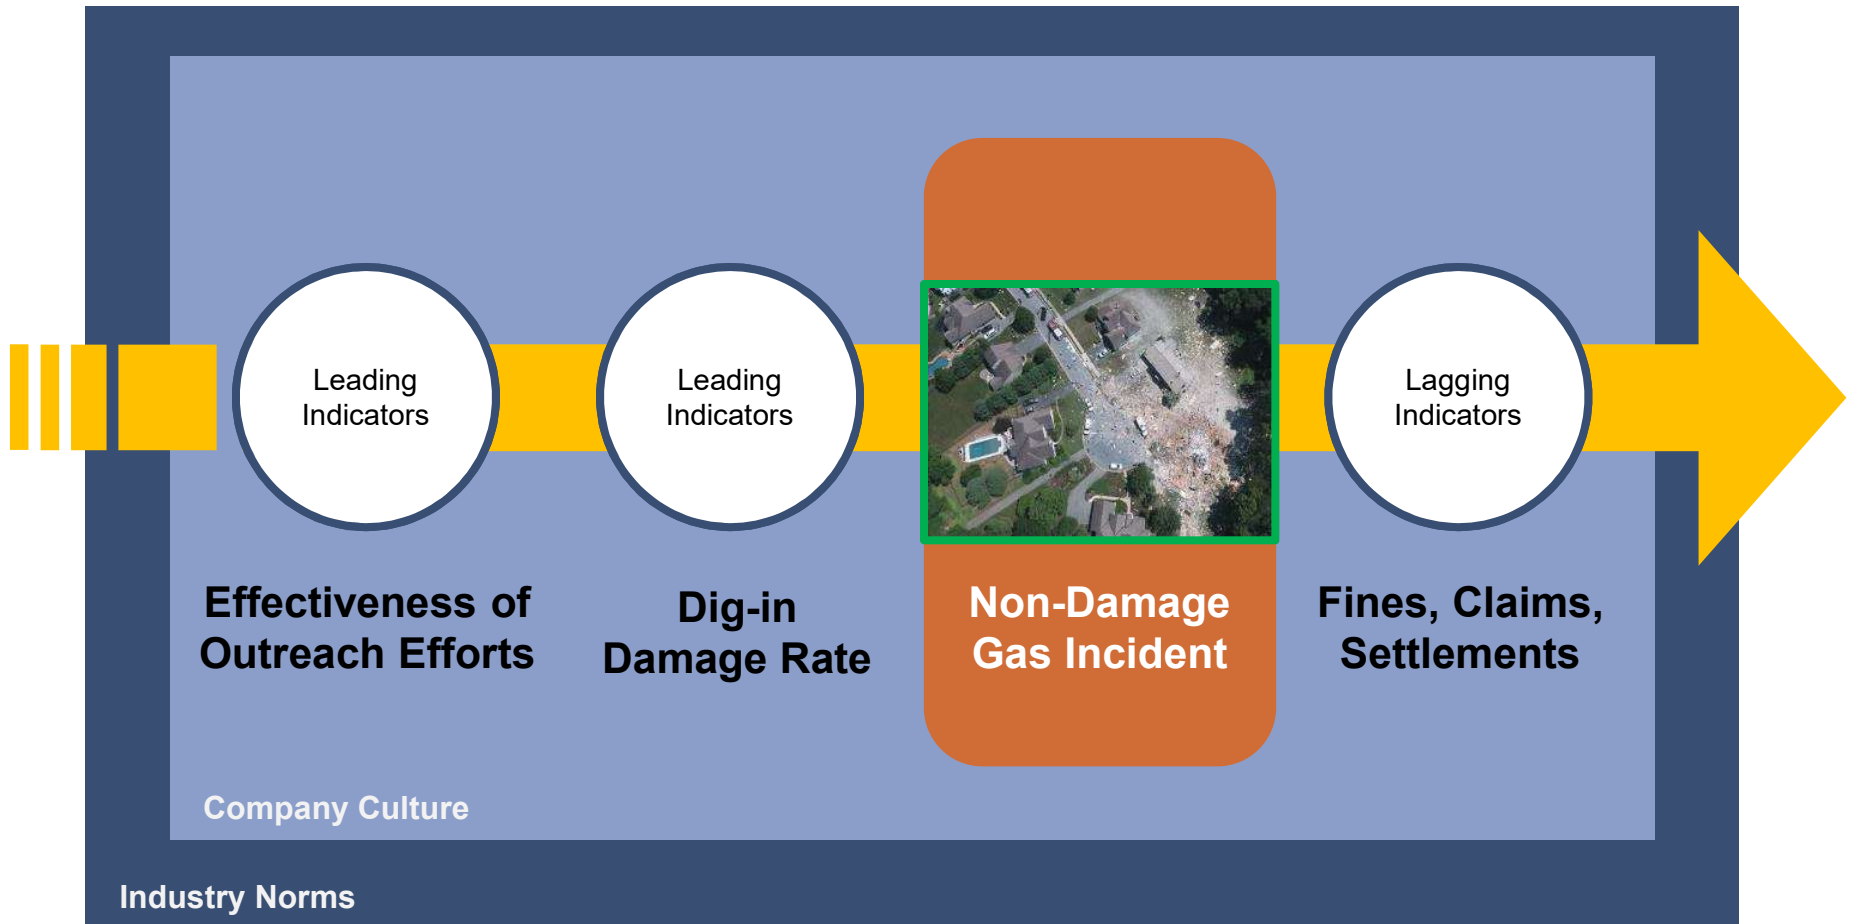 Leading
Indicators
Leading
Indicators
Lagging
Indicators
Effectiveness of
Outreach Efforts
Dig-in
Damage Rate
Non-Damage
Gas Incident
Fines, Claims,
Settlements
Company Culture
Industry Norms